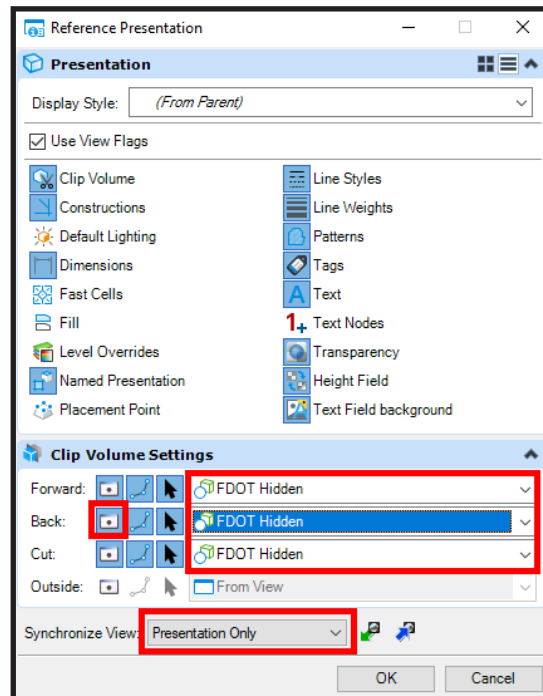 Reference Presentation
Presentation
Display Style: (From Parent)
Use View Flags
Clip Volume Line Styles
Constructions Line Weights
Default Lighting Patterns
Dimensions Tags
Fast Cells A Text
Fill 1+ Text Nodes
Level Overrides Transparency
Named Presentation Height Field
Placement Point Text Field background
Clip Volume Settings
Forward: FDOT Hidden
Back: FDOT Hidden
Cut: FDOT Hidden
Outside: From View
Synchronize View: Presentation Only
OK Cancel